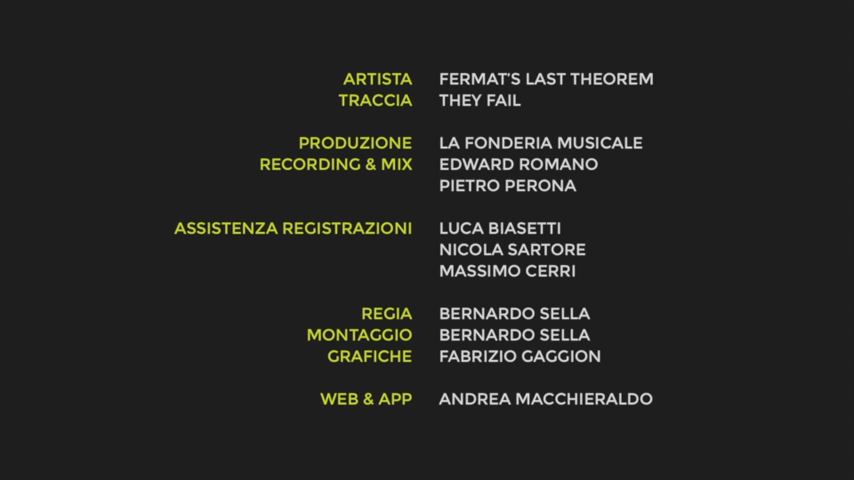 ARTISTA FERMAT'S LAST THEOREM
TRACCIA THEY FAIL
PRODUZIONE LA FONDERIA MUSICALE
RECORDING & MIX EDWARD ROMANO
PIETRO PERONA
ASSISTENZA REGISTRAZIONI LUCA BIASETTI
NICOLA SARTORE
MASSIMO CERRI
REGIA BERNARDO SELLA
MONTAGGIO BERNARDO SELLA
GRAFICHE FABRIZIO GAGGION
WEB & APP ANDREA MACCHIERALDO